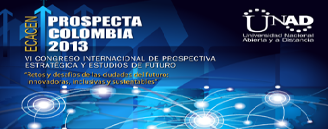 ECACEN
PROSPECTA
COLOMBIA
2013
VI CONGRESO INTERNACIONAL DE PROSPECTIVA
ESTRATÉGICA Y ESTUDIOS DE FUTURO
"Retos y desafíos de las ciudades del futuro:
innovadoras, inclusivas y sustentables"
UNAD
Universidad Nacional
Abierta y a Distancia